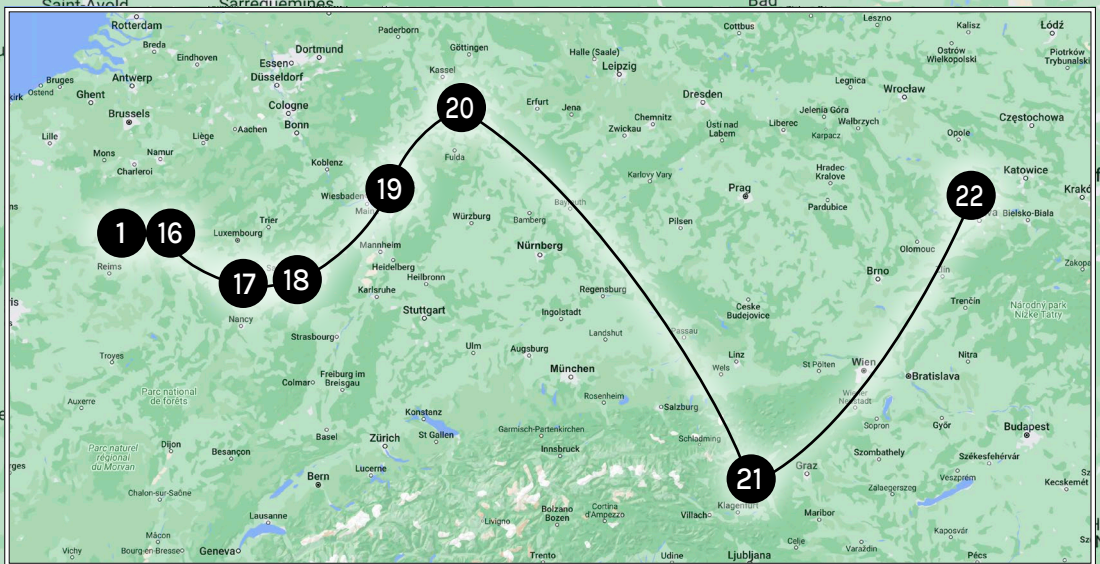 Saint-Avold
Sarreguemines
Bad
Rotterdam
Paderborn
Cottbus
Leszno
Kalisz
Łódź
Breda
Eindhoven
Dortmund
Göttingen
Halle (Saale)
Ostrów
Wielkopolski
Piotrków
Trybunalski
Essen
Düsseldorf
Kassel
Leipzig
Bruges
Ostend
Antwerp
Legnica
Wrocław
Ghent
Brussels
Cologne
Bonn
20
Erfurt
Jena
Dresden
Jelenia Góra
Wałbrzych
Karpacz
Częstochowa
Lille
Liège
Aachen
Chemnitz
Zwickau
Ústí nad
Labem
Liberec
Opole
Mons
Namur
Charleroi
Koblenz
Fulda
Karlovy Vary
Hradec
Kralove
Katowice
Wiesbaden
19
Prag
Pardubice
22
Bielsko-Biala
Trier
Luxembourg
Würzburg
Bamberg
Bayreuth
Pilsen
1
16
Mannheim
Nürnberg
Olomouc
Reims
17
18
Heidelberg
Heilbronn
Karlsruhe
Regensburg
Brno
Zlín
Nancy
Stuttgart
Ingolstadt
Ceske
Budejovice
Trenčín
Národný park
Nízke Tatry
Strasbourg
Landshut
Passau
Troyes
Ulm
Augsburg
München
Linz
Wels
St Pölten
Wien
Nitra
Bratislava
Parc national
de forêts
Colmar
Freiburg im
Breisgau
Rosenheim
Wiener
Neustadt
Auxerre
Konstanz
Salzburg
Sopron
Győr
Budapest
Parc naturel
régional
du Morvan
Dijon
Besançon
Basel
Zürich
St Gallen
Garmisch-Partenkirchen
Innsbruck
Schladming
Graz
Szombathely
Székesfehérvár
Bern
Lucerne
21
Klagenfurt
Zalaegerszeg
Veszprém
Kecskemét
Chalon-sur-Saône
Lausanne
Livigno
Bolzano
Bozen
Cortina
d'Ampezzo
Villach
Maribor
Mâcon
Bourg-en-Bresse
Vichy
Geneva
Trento
Udine
Ljubljana
Celje
Varaždin
Kaposvár
Pécs